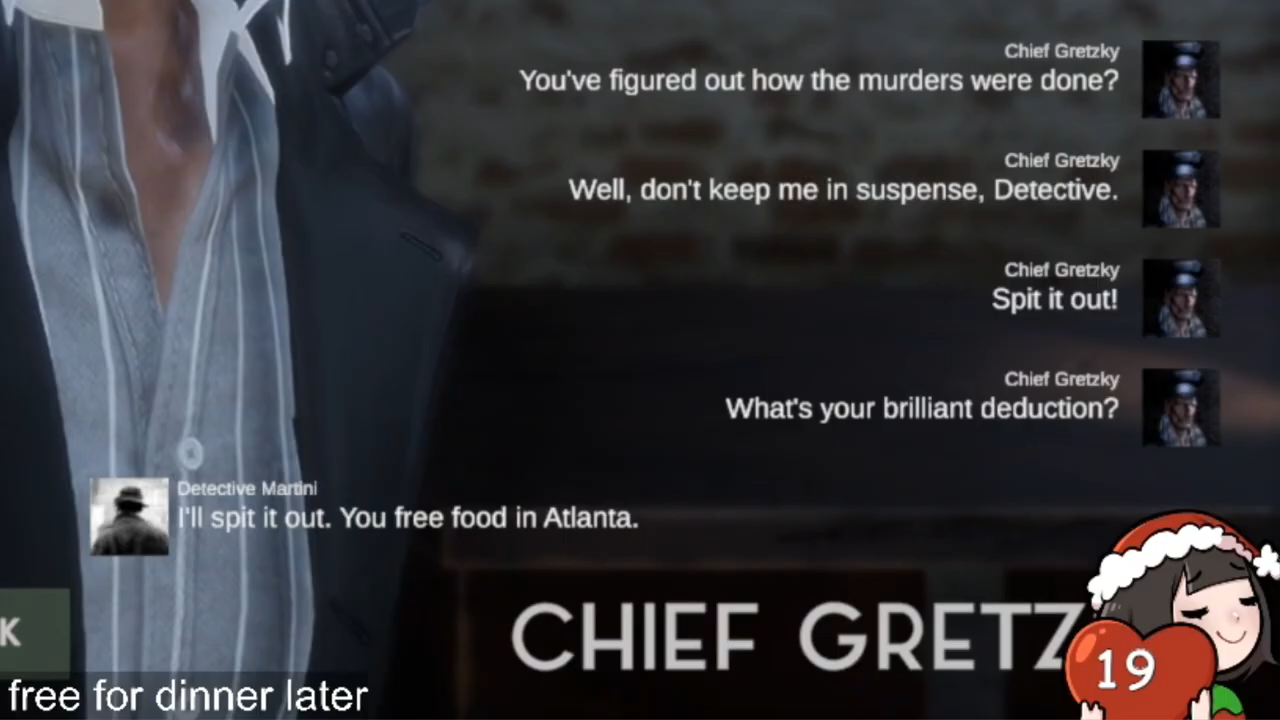 Chief Gretzky
You've figured out how the murders were done?
Chief Gretzky
Well, don't keep me in suspense, Detective.
Chief Gretzky
Spit it out!
Chief Gretzky
What's your brilliant deduction?
Detective Martini
I'll spit it out. You free food in Atlanta.
K
CHIEF GRETZ
19
free for dinner later